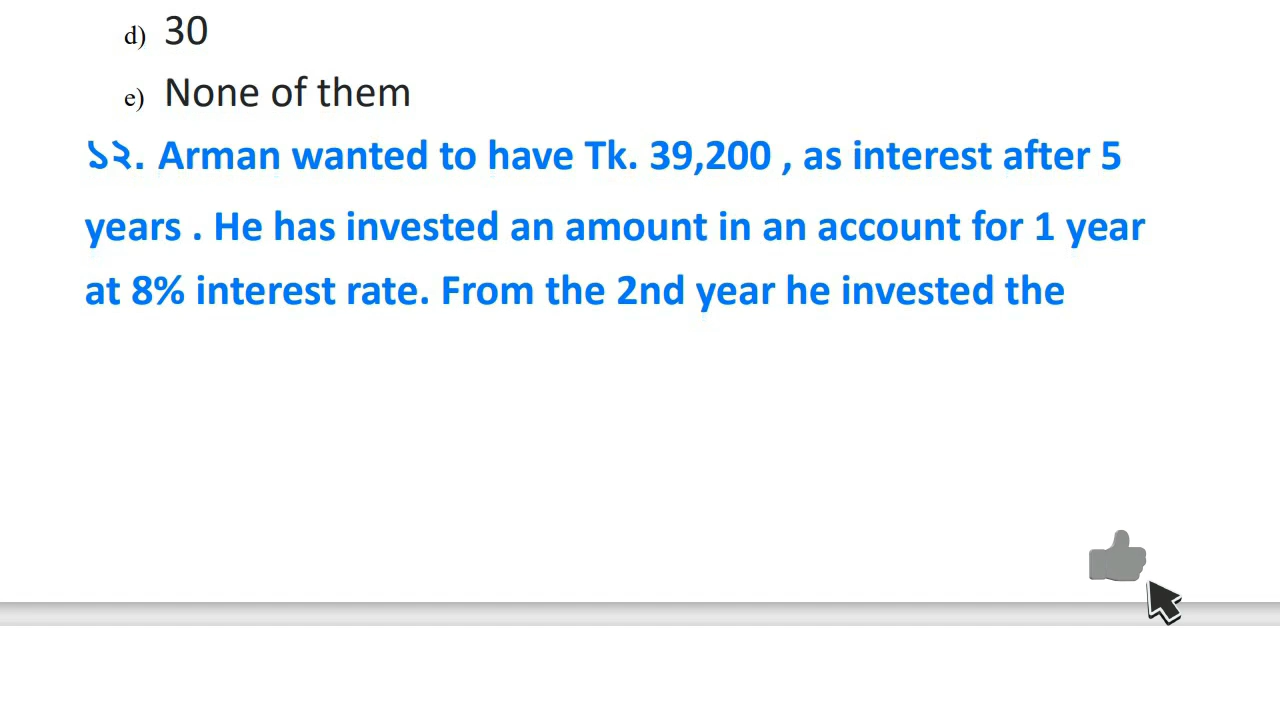 d) 30
e) None of them
১২. Arman wanted to have Tk. 39,200 , as interest after 5
years . He has invested an amount in an account for 1 year
at 8% interest rate. From the 2nd year he invested the